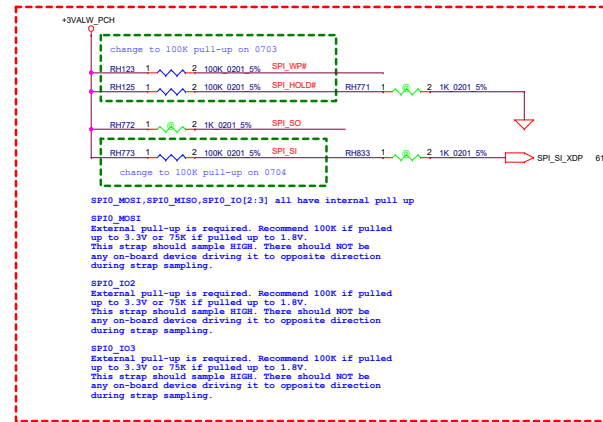 +3VALW_PCH
change to 100K pull-up on 0703
RH123 1 2 100K_0201_5% SPI_WP#
RH125 1 2 100K_0201_5% SPI_HOLD# RH771 1 @ 2 1K_0201_5%
RH772 1 @ 2 1K_0201_5% SPI_SO
RH773 1 2 100K_0201_5% SPI_SI RH833 1 @ 2 1K_0201_5% SPI_SI_XDP 61
change to 100K pull-up on 0704
SPI0_MOSI,SPI0_MISO,SPI0_IO[2:3] all have internal pull up
SPI0_MOSI
External pull-up is required. Recommend 100K if pulled
up to 3.3V or 75K if pulled up to 1.8V.
This strap should sample HIGH. There should NOT be
any on-board device driving it to opposite direction
during strap sampling.
SPI0_IO2
External pull-up is required. Recommend 100K if pulled
up to 3.3V or 75K if pulled up to 1.8V.
This strap should sample HIGH. There should NOT be
any on-board device driving it to opposite direction
during strap sampling.
SPI0_IO3
External pull-up is required. Recommend 100K if pulled
up to 3.3V or 75K if pulled up to 1.8V.
This strap should sample HIGH. There should NOT be
any on-board device driving it to opposite direction
during strap sampling.